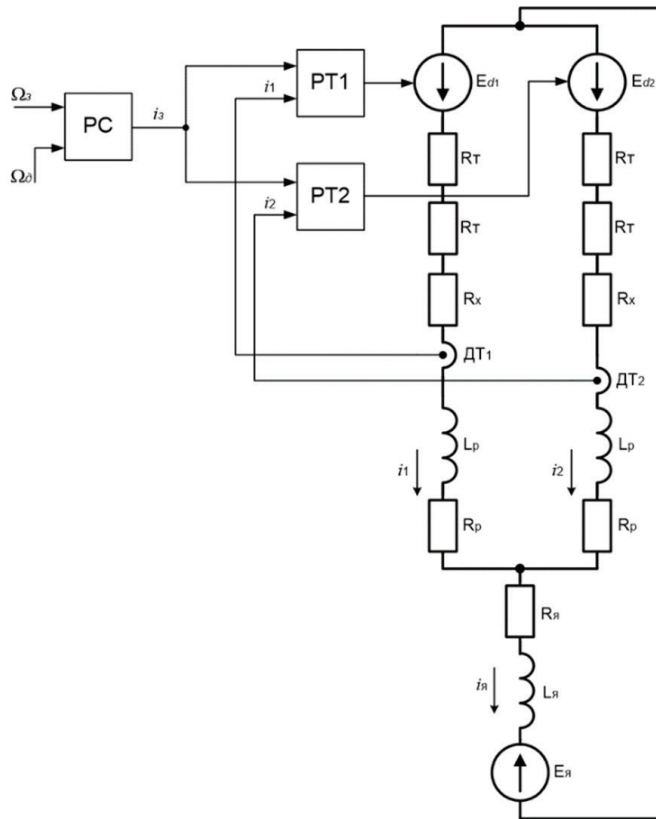 Ωз
Ωд
РС
iз
i1
РТ1
Ed1
Ed2
i2
РТ2
Rт
Rт
Rт
Rт
Rх
Rх
ДТ1
ДТ2
Lр
Lр
i1
i2
Rр
Rр
Rя
iя
Lя
Eя